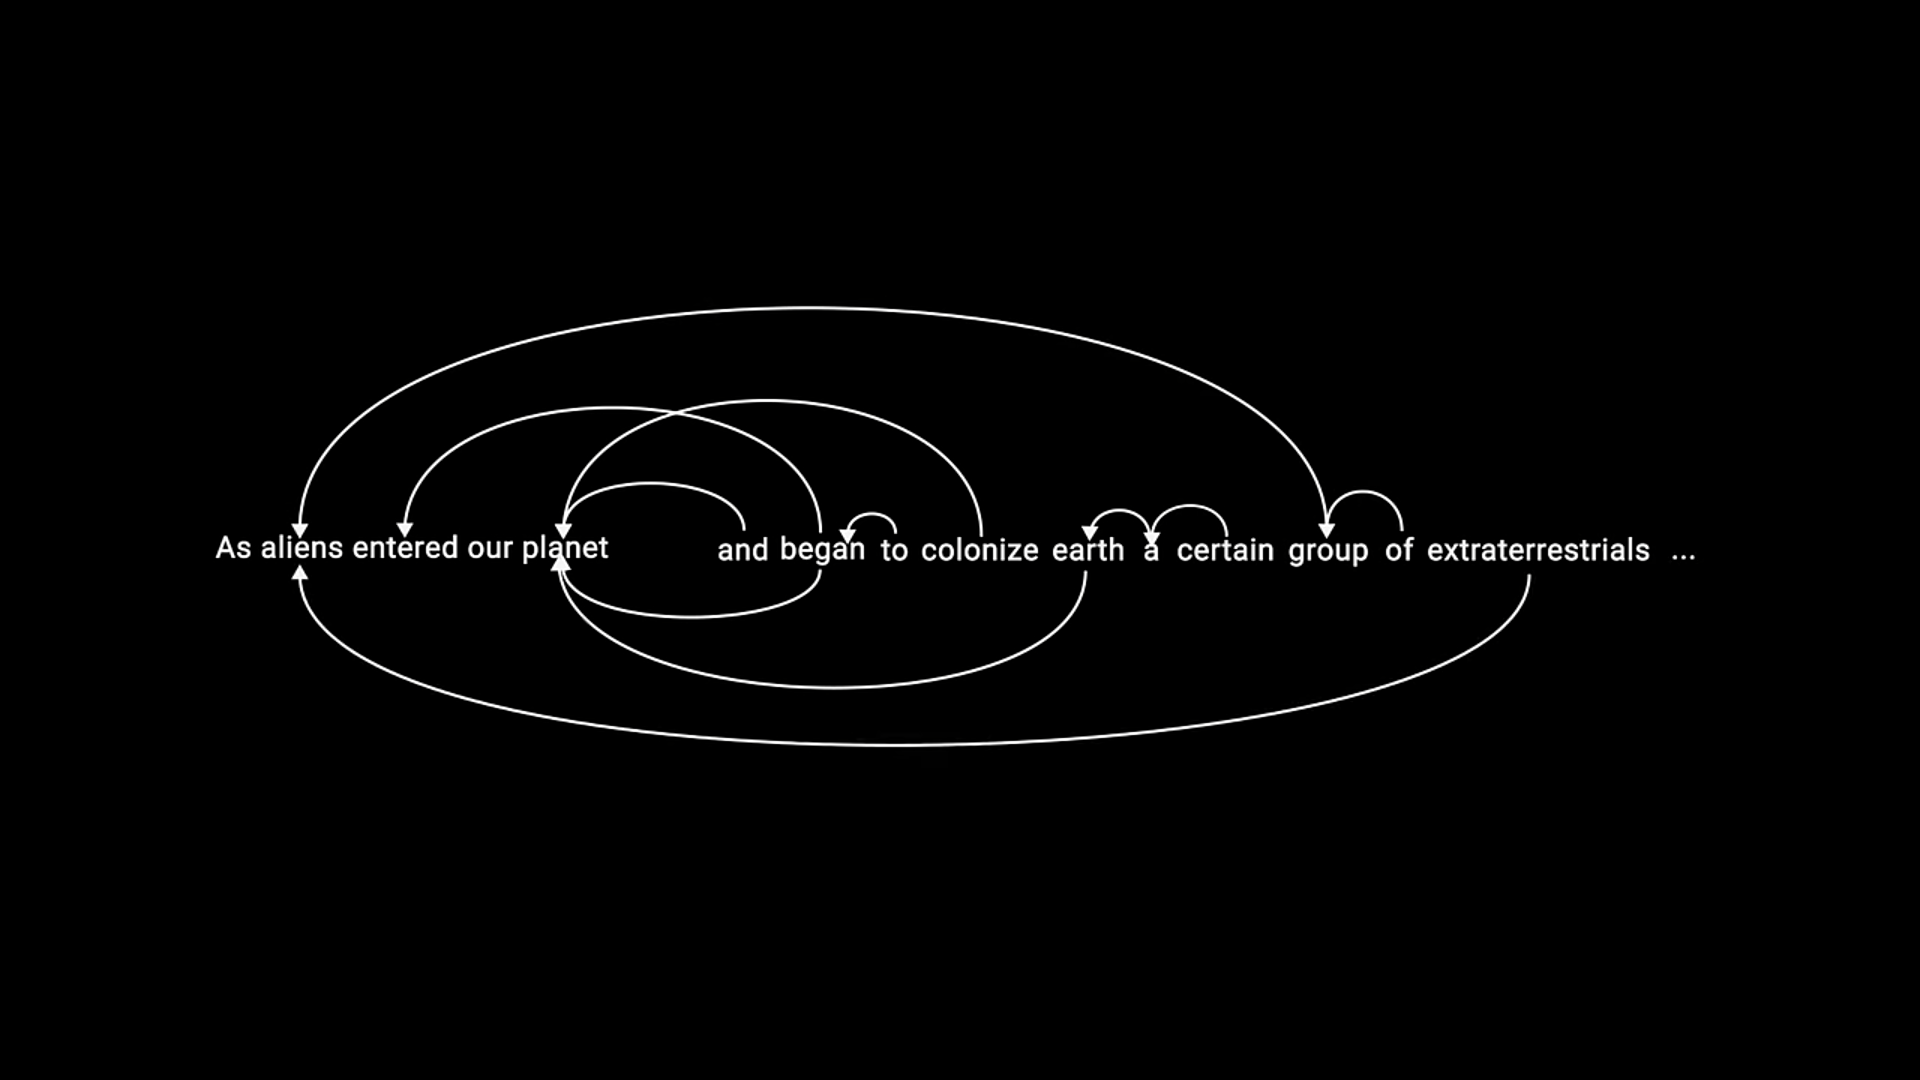 As aliens entered our planet and began to colonize earth a certain group of extraterrestrials ...